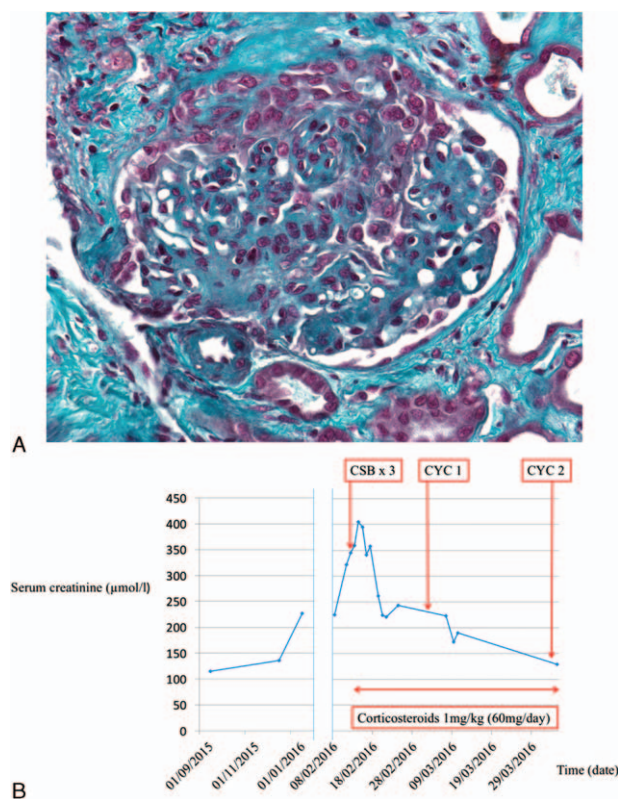 A
CSB x 3
CYC 1
CYC 2
450
400
350
300
250
200
150
100
50
0
Serum creatinine (µmol/l)
01/09/2015
01/11/2015
01/01/2016
08/02/2016
18/02/2016
28/02/2016
09/03/2016
19/03/2016
29/03/2016
Corticosteroids 1mg/kg (60mg/day)
Time (date)
B